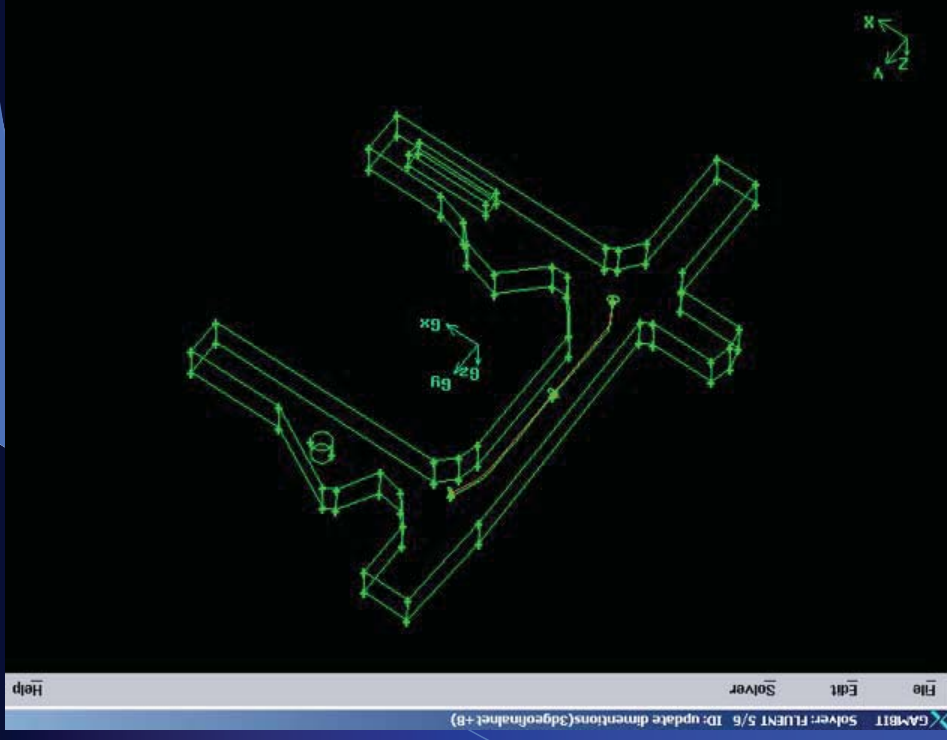 GAMBIT Solver: FLUENT 5/6 ID: update dimentions(3dgeofinalnet+8)
File Edit Solver Help
Gz Gy
Gx
Z Y
X